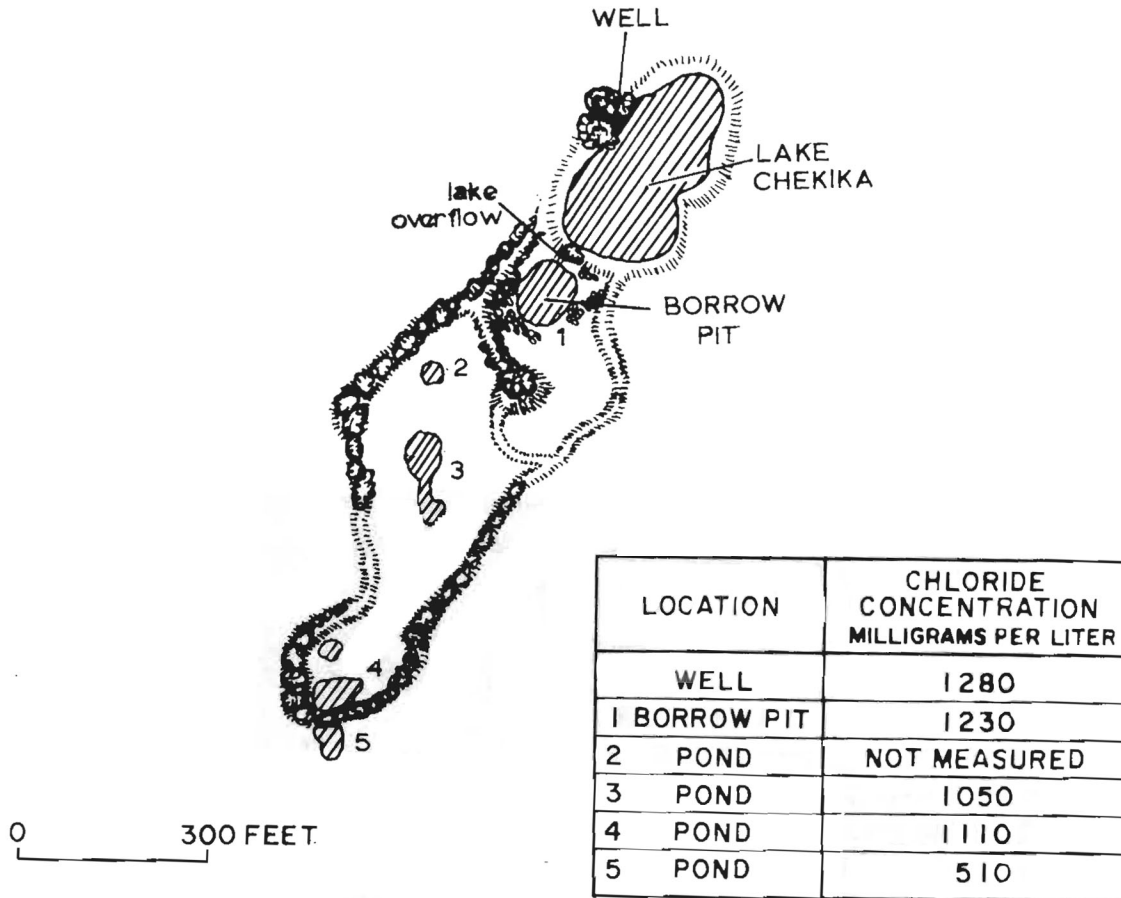 WELL
LAKE
CHEKIKA
lake
overflow
BORROW
PIT
1
2
3
4
5
0 300 FEET
LOCATION
CHLORIDE
CONCENTRATION
MILLIGRAMS PER LITER
WELL 1280
1 BORROW PIT 1230
2 POND NOT MEASURED
3 POND 1050
4 POND 1110
5 POND 510